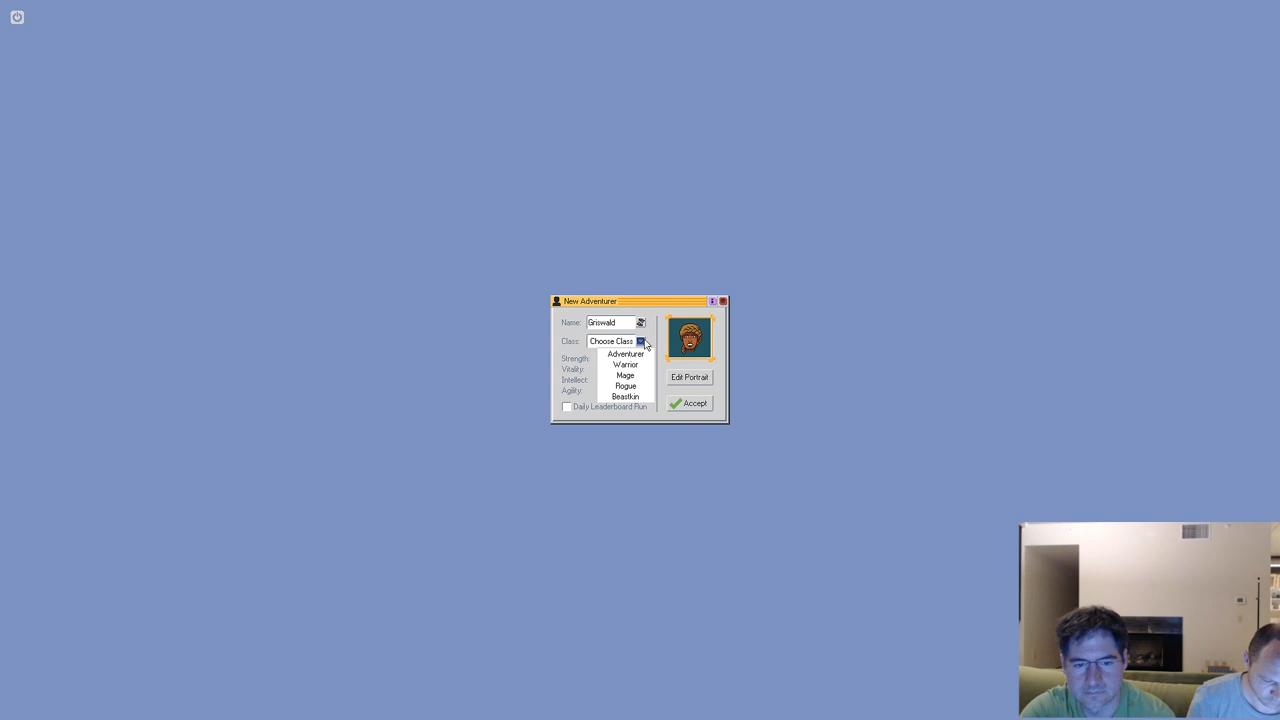 New Adventurer
Name: Griswald
Class: Choose Class
Adventurer
Strength:
Warrior
Vitality:
Mage
Edit Portrait
Intellect:
Rogue
Agility:
Beastkin
Accept
Daily Leaderboard Run